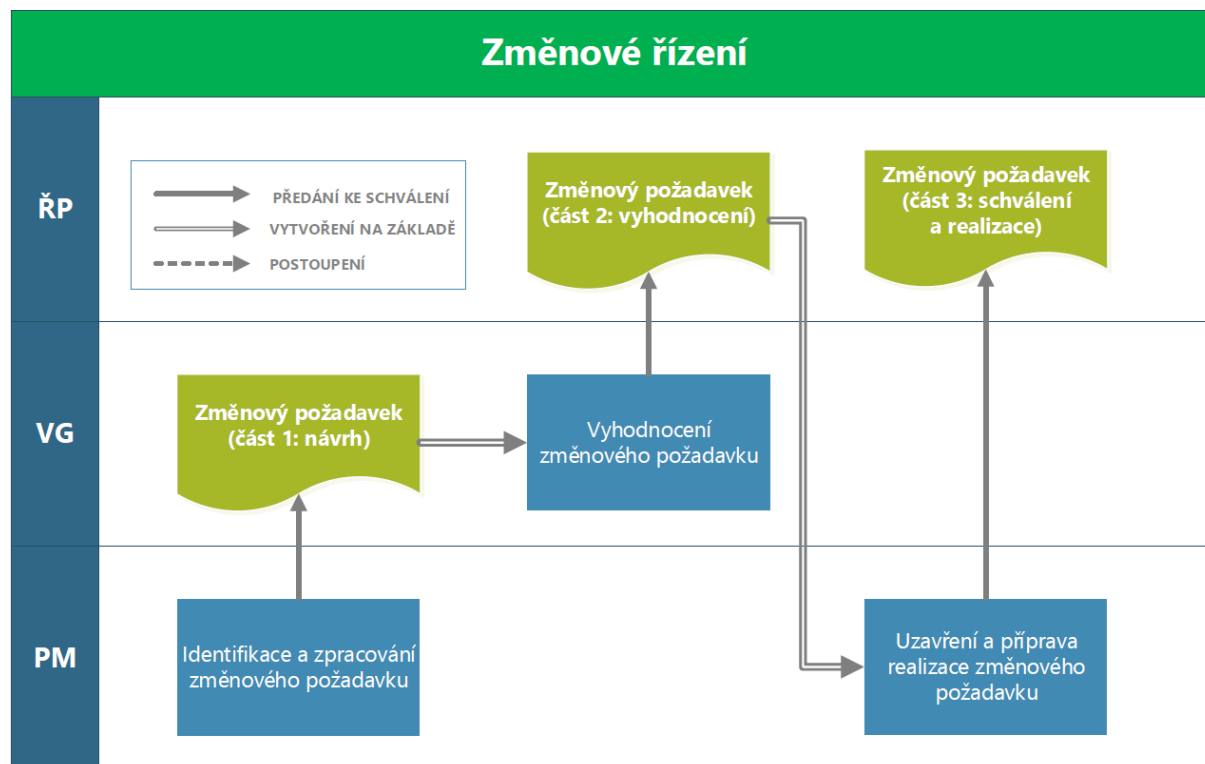 Změnové řízení
ŘP
PŘEDÁNÍ KE SCHVÁLENÍ
VYTVOŘENÍ NA ZÁKLADĚ
POSTOUPENÍ
Změnový požadavek
(část 2: vyhodnocení)
Změnový požadavek
(část 3: schválení
a realizace)
VG
Změnový požadavek
(část 1: návrh)
Vyhodnocení
změnového požadavku
PM
Identifikace a zpracování
změnového požadavku
Uzavření a příprava
realizace změnového
požadavku